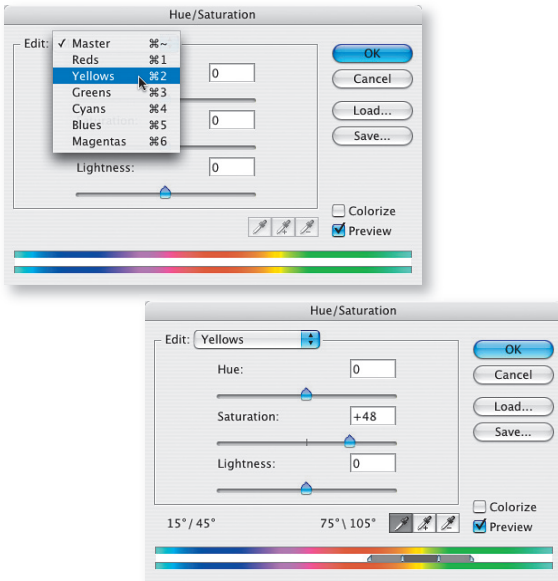 Hue/Saturation
Edit: ✓ Master ⌘~
Reds ⌘1
Yellows ⌘2
Greens ⌘3
Cyans ⌘4
Blues ⌘5
Magentas ⌘6
0
0
Lightness: 0
OK
Cancel
Load...
Save...
Colorize
Preview
Hue/Saturation
Edit: Yellows
Hue: 0
Saturation: +48
Lightness: 0
OK
Cancel
Load...
Save...
Colorize
Preview
15°/45° 75°\105°